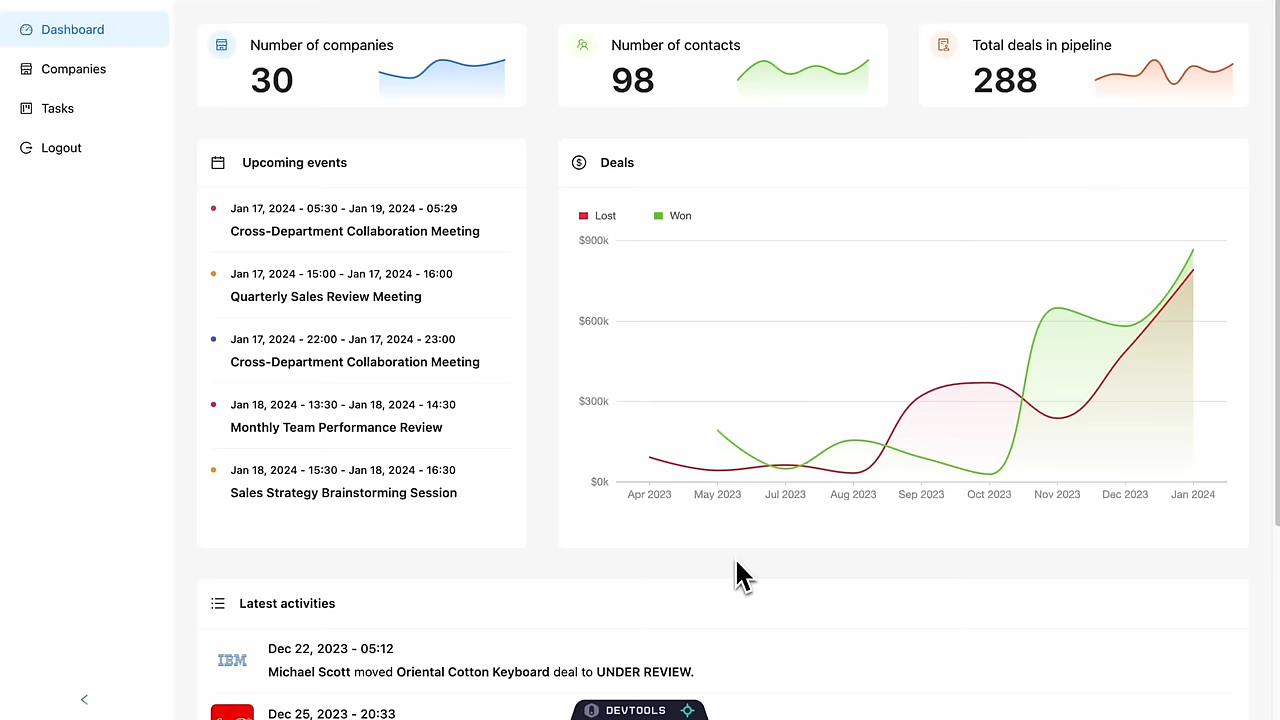 Dashboard
Companies
Tasks
Logout
Number of companies
30
Number of contacts
98
Total deals in pipeline
288
Upcoming events
Jan 17, 2024 - 05:30 - Jan 19, 2024 - 05:29
Cross-Department Collaboration Meeting
Jan 17, 2024 - 15:00 - Jan 17, 2024 - 16:00
Quarterly Sales Review Meeting
Jan 17, 2024 - 22:00 - Jan 17, 2024 - 23:00
Cross-Department Collaboration Meeting
Jan 18, 2024 - 13:30 - Jan 18, 2024 - 14:30
Monthly Team Performance Review
Jan 18, 2024 - 15:30 - Jan 18, 2024 - 16:30
Sales Strategy Brainstorming Session
Deals
Lost Won
$900k
$600k
$300k
$0k
Apr 2023 May 2023 Jul 2023 Aug 2023 Sep 2023 Oct 2023 Nov 2023 Dec 2023 Jan 2024
Latest activities
IBM
Dec 22, 2023 - 05:12
Michael Scott moved Oriental Cotton Keyboard deal to UNDER REVIEW.
Dec 25, 2023 - 20:33
DEVTOOLS